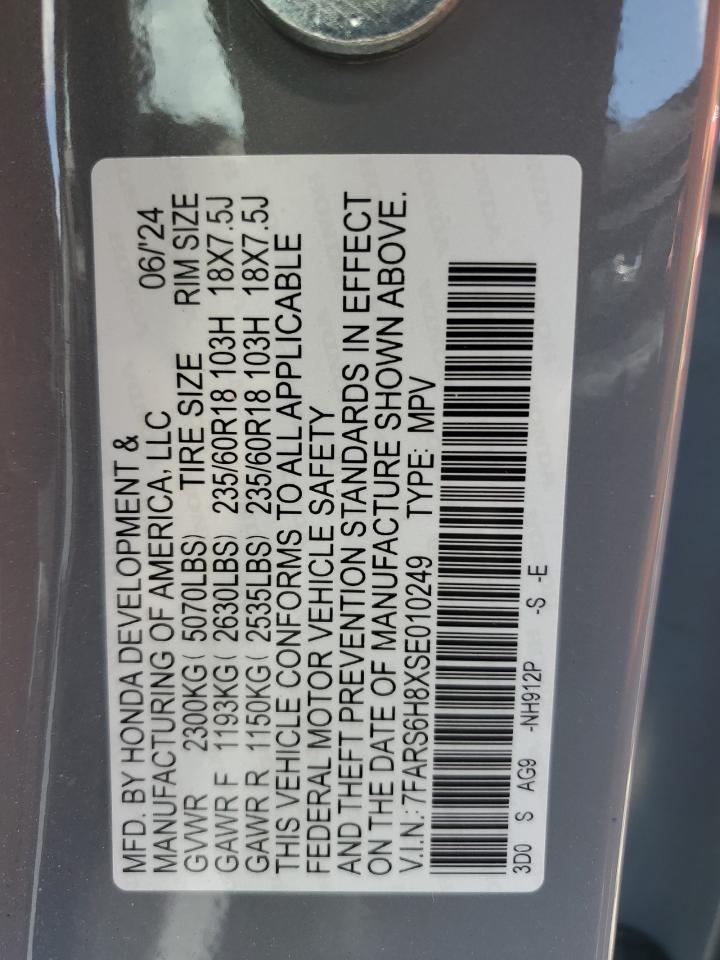 MFD. BY HONDA DEVELOPMENT &
MANUFACTURING OF AMERICA, LLC 06/'24
GVWR 2300KG( 5070LBS) TIRE SIZE RIM SIZE
GAWR F 1193KG( 2630LBS) 235/60R18 103H 18X7.5J
GAWR R 1150KG( 2535LBS) 235/60R18 103H 18X7.5J
THIS VEHICLE CONFORMS TO ALL APPLICABLE
FEDERAL MOTOR VEHICLE SAFETY
AND THEFT PREVENTION STANDARDS IN EFFECT
ON THE DATE OF MANUFACTURE SHOWN ABOVE.
V.I.N.: 7FARS6H8XSE010249 TYPE: MPV
3D0 S AG9 -NH912P -S -E